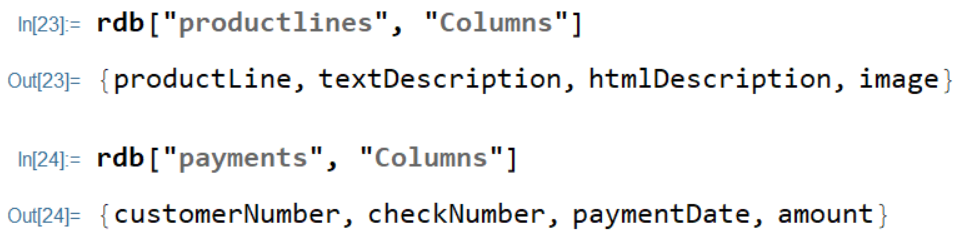 In[23]:= rdb["productlines", "Columns"]
Out[23]= {productLine, textDescription, htmlDescription, image}
In[24]:= rdb["payments", "Columns"]
Out[24]= {customerNumber, checkNumber, paymentDate, amount}